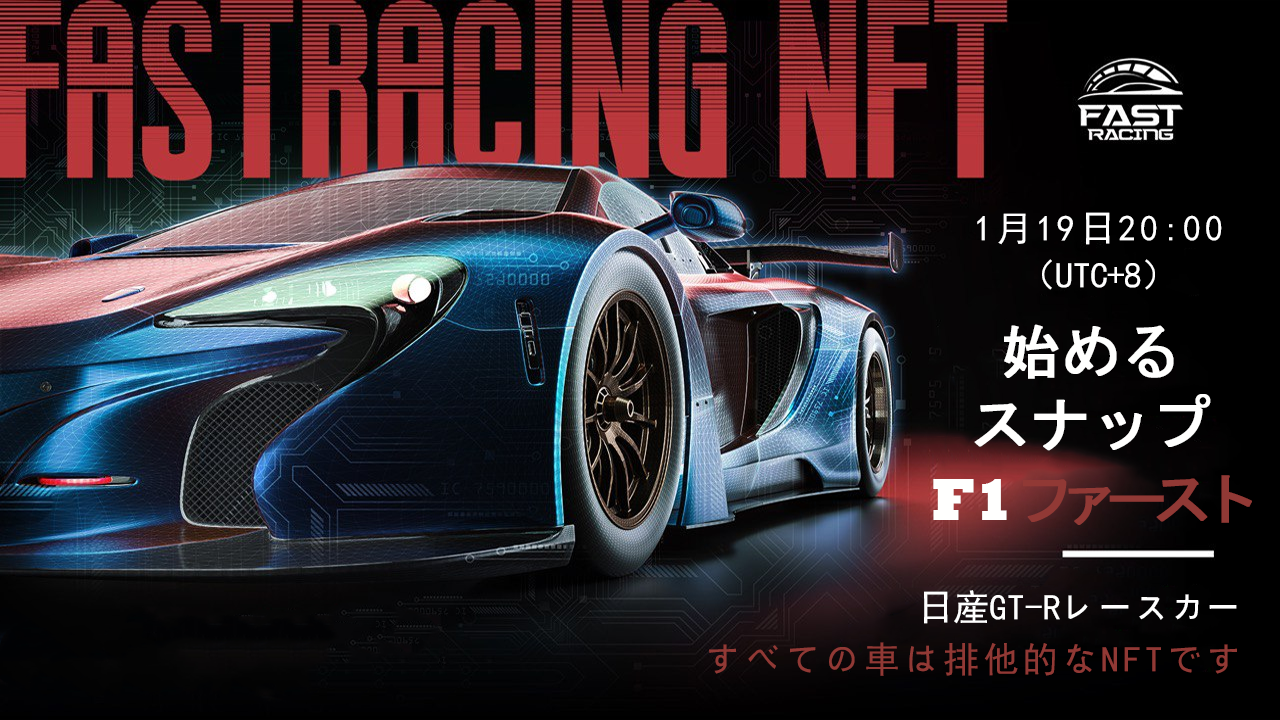 FASTRACING NFT
FAST
RACING
1月19日20:00
(UTC+8)
始める
スナップ
F1ファースト
日産GT-Rレースカー
すべての車は排他的なNFTです